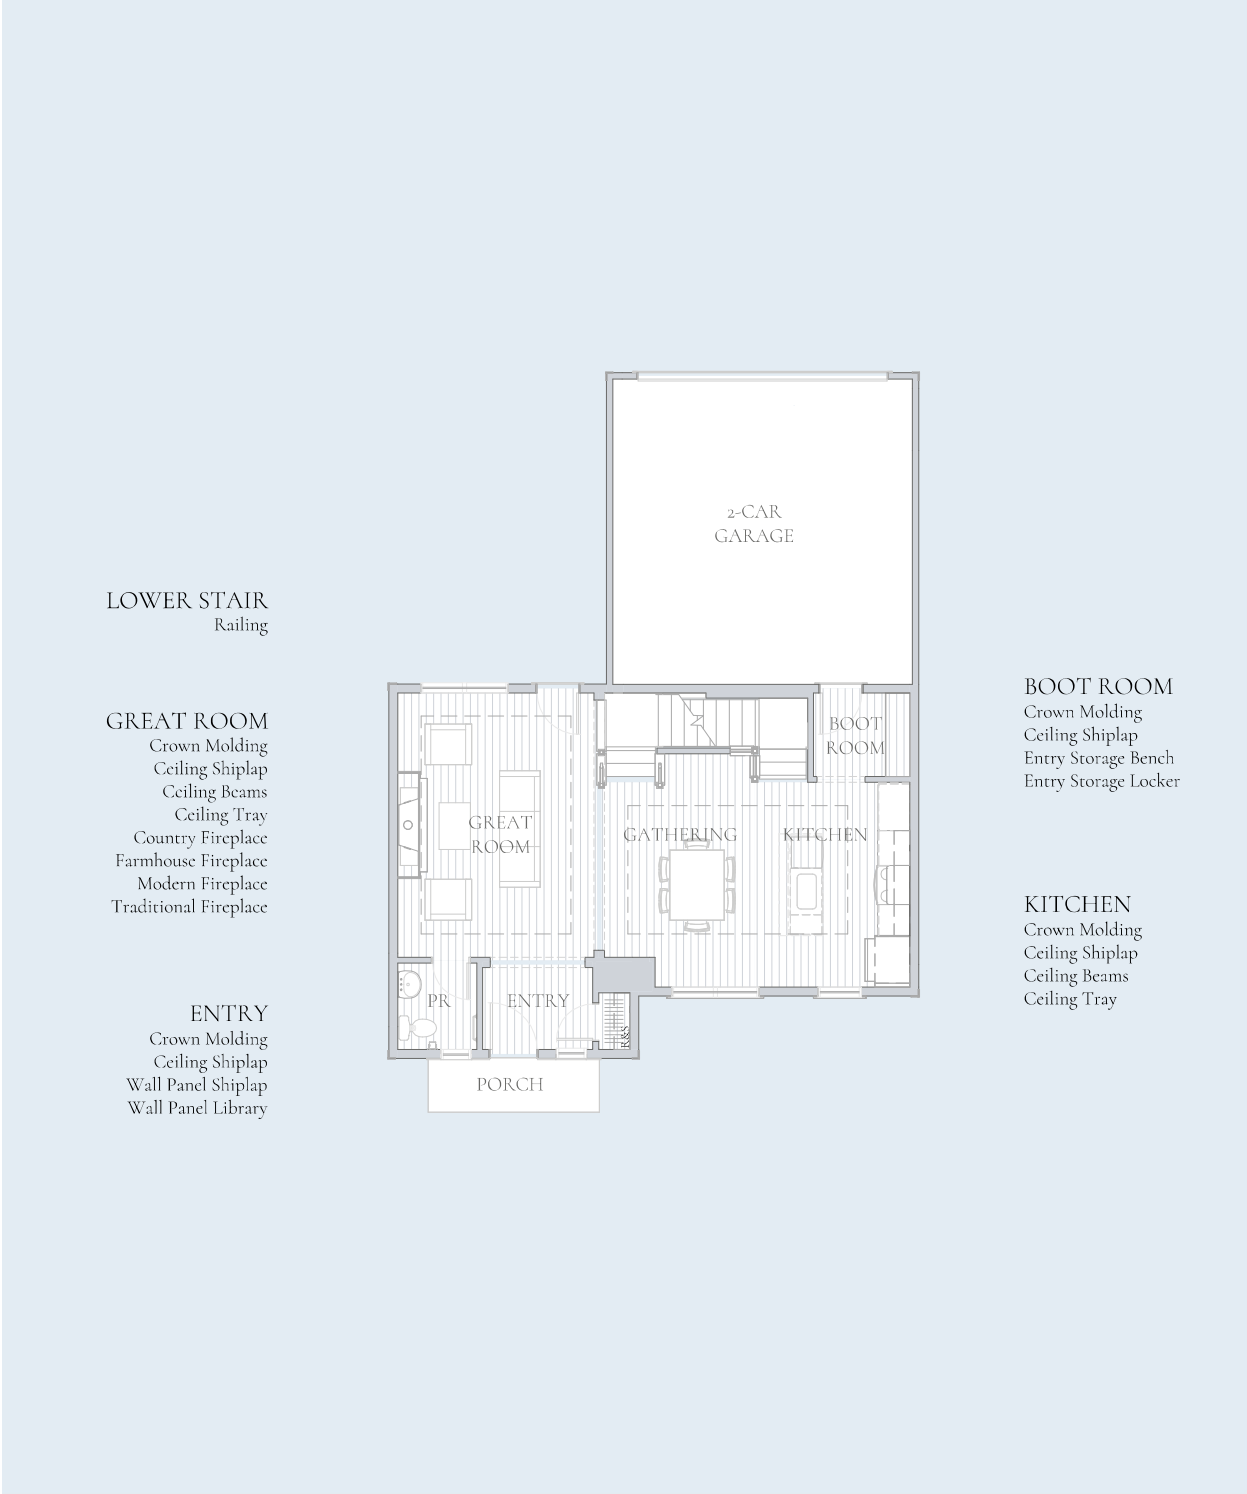 LOWER STAIR
Railing
GREAT ROOM
Crown Molding
Ceiling Shiplap
Ceiling Beams
Ceiling Tray
Country Fireplace
Farmhouse Fireplace
Modern Fireplace
Traditional Fireplace
ENTRY
Crown Molding
Ceiling Shiplap
Wall Panel Shiplap
Wall Panel Library
2-CAR
GARAGE
BOOT
ROOM
GREAT
ROOM
GATHERING
KITCHEN
PR
ENTRY
R&S
PORCH
BOOT ROOM
Crown Molding
Ceiling Shiplap
Entry Storage Bench
Entry Storage Locker
KITCHEN
Crown Molding
Ceiling Shiplap
Ceiling Beams
Ceiling Tray